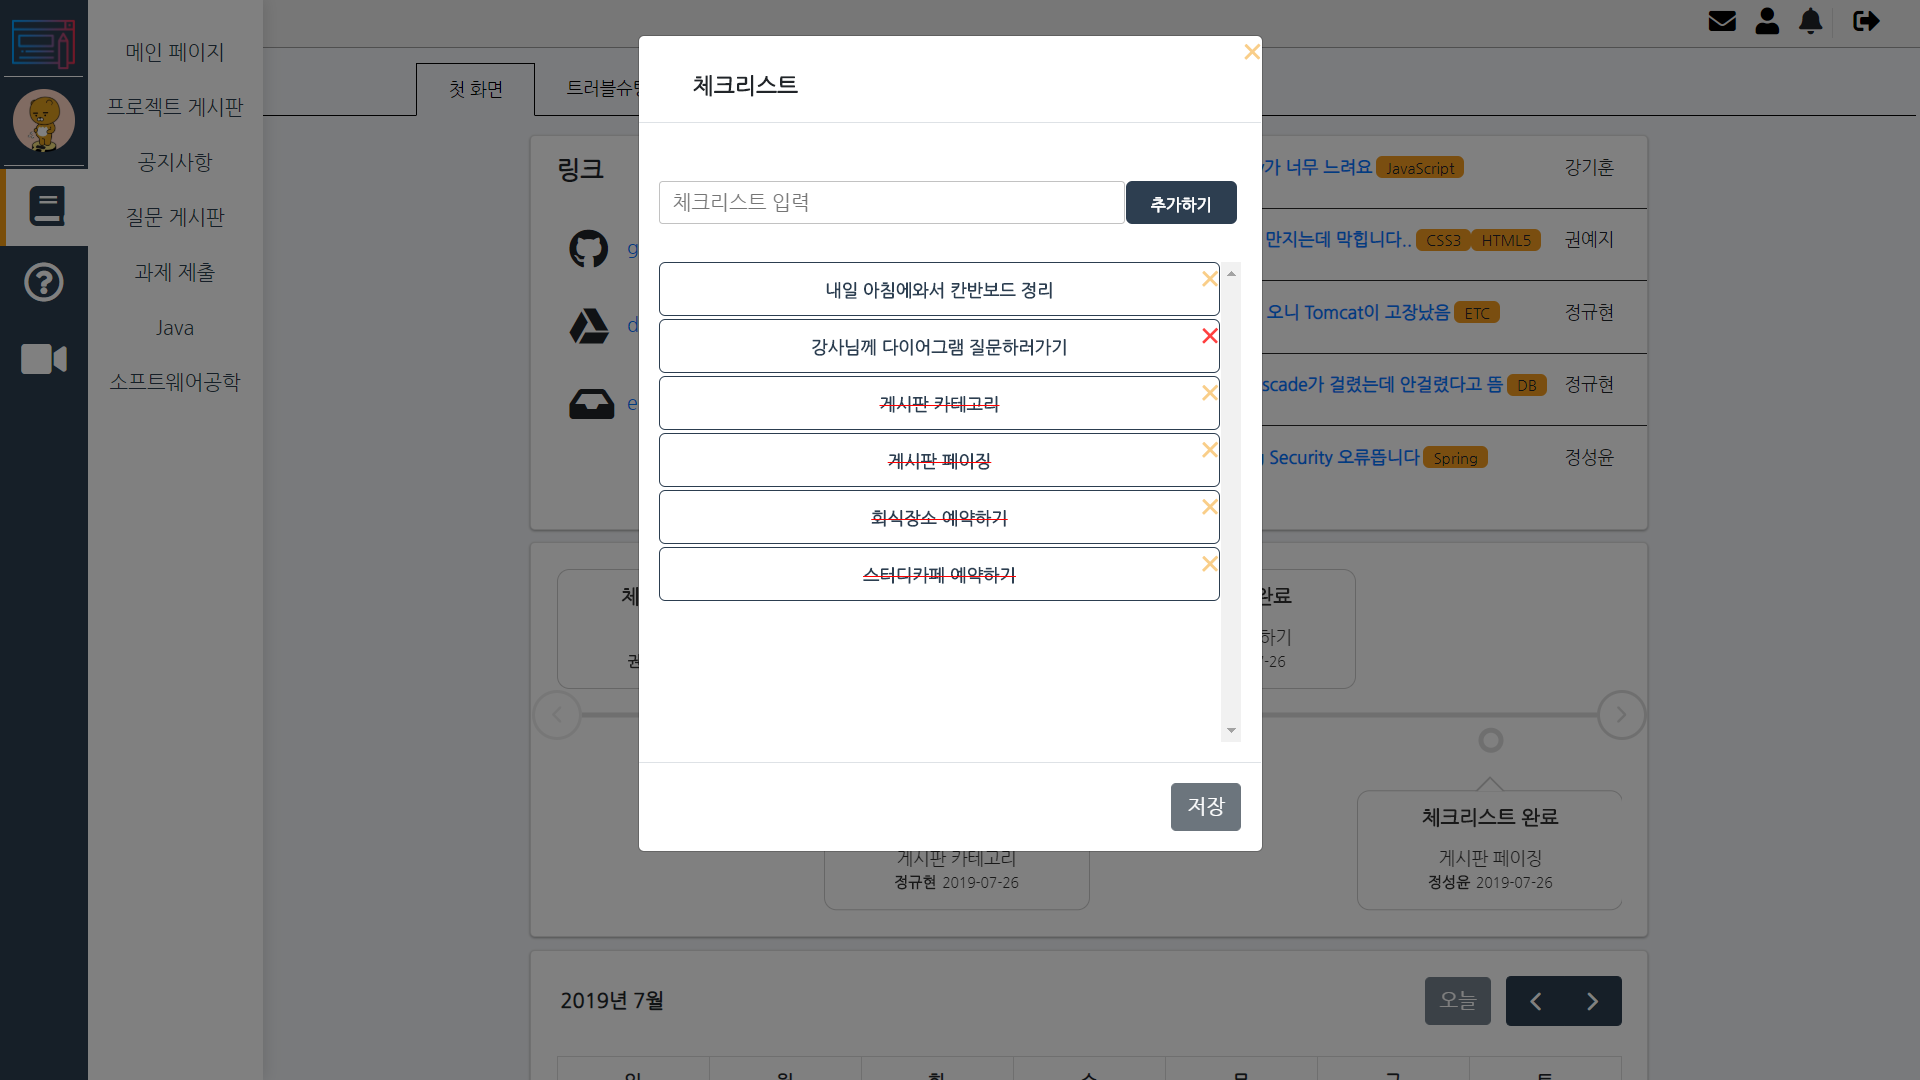 메인 페이지
프로젝트 게시판
공지사항
질문 게시판
과제 제출
Java
소프트웨어공학
첫 화면
트러블슈팅
링크
g
d
e
체크리스트
체크리스트 입력
추가하기
내일 아침에와서 칸반보드 정리
강사님께 다이어그램 질문하러가기
게시판 카테고리
게시판 페이징
회식장소 예약하기
스터디카페 예약하기
저장
가 너무 느려요 JavaScript 강기훈
만지는데 막힙니다.. CSS3 HTML5 권예지
오니 Tomcat이 고장났음 ETC 정규현
scade가 걸렸는데 안걸렸다고 뜸 DB 정규현
Security 오류뜹니다 Spring 정성윤
체
권
완료
하기
-26
게시판 카테고리
정규현 2019-07-26
체크리스트 완료
게시판 페이징
정성윤 2019-07-26
2019년 7월
오늘
일 월 화 수 목 금 토